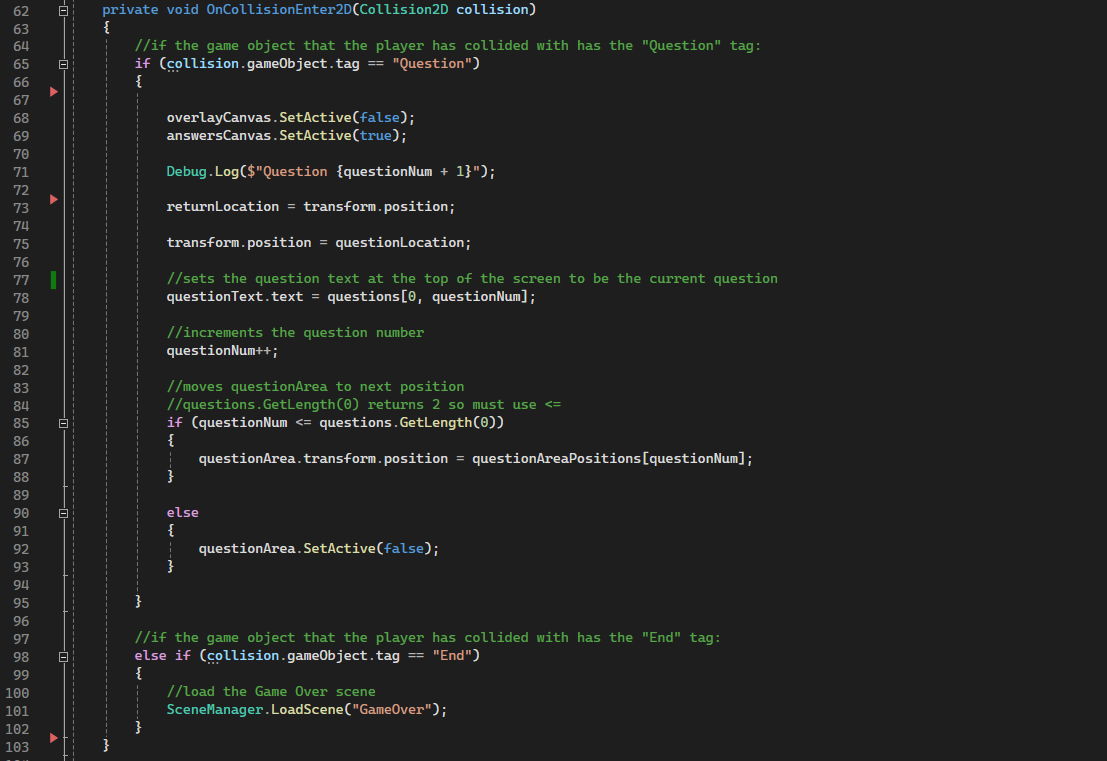 62 private void OnCollisionEnter2D(Collision2D collision)
63 {
64 //if the game object that the player has collided with has the "Question" tag:
65 if (collision.gameObject.tag == "Question")
66 {
67
68 overlayCanvas.SetActive(false);
69 answersCanvas.SetActive(true);
70
71 Debug.Log($"Question {questionNum + 1}");
72
73 returnLocation = transform.position;
74
75 transform.position = questionLocation;
76
77 //sets the question text at the top of the screen to be the current question
78 questionText.text = questions[0, questionNum];
79
80 //increments the question number
81 questionNum++;
82
83 //moves questionArea to next position
84 //questions.GetLength(0) returns 2 so must use <=
85 if (questionNum <= questions.GetLength(0))
86 {
87 questionArea.transform.position = questionAreaPositions[questionNum];
88 }
89
90 else
91 {
92 questionArea.SetActive(false);
93 }
94
95 }
96
97 //if the game object that the player has collided with has the "End" tag:
98 else if (collision.gameObject.tag == "End")
99 {
100 //load the Game Over scene
101 SceneManager.LoadScene("GameOver");
102 }
103 }